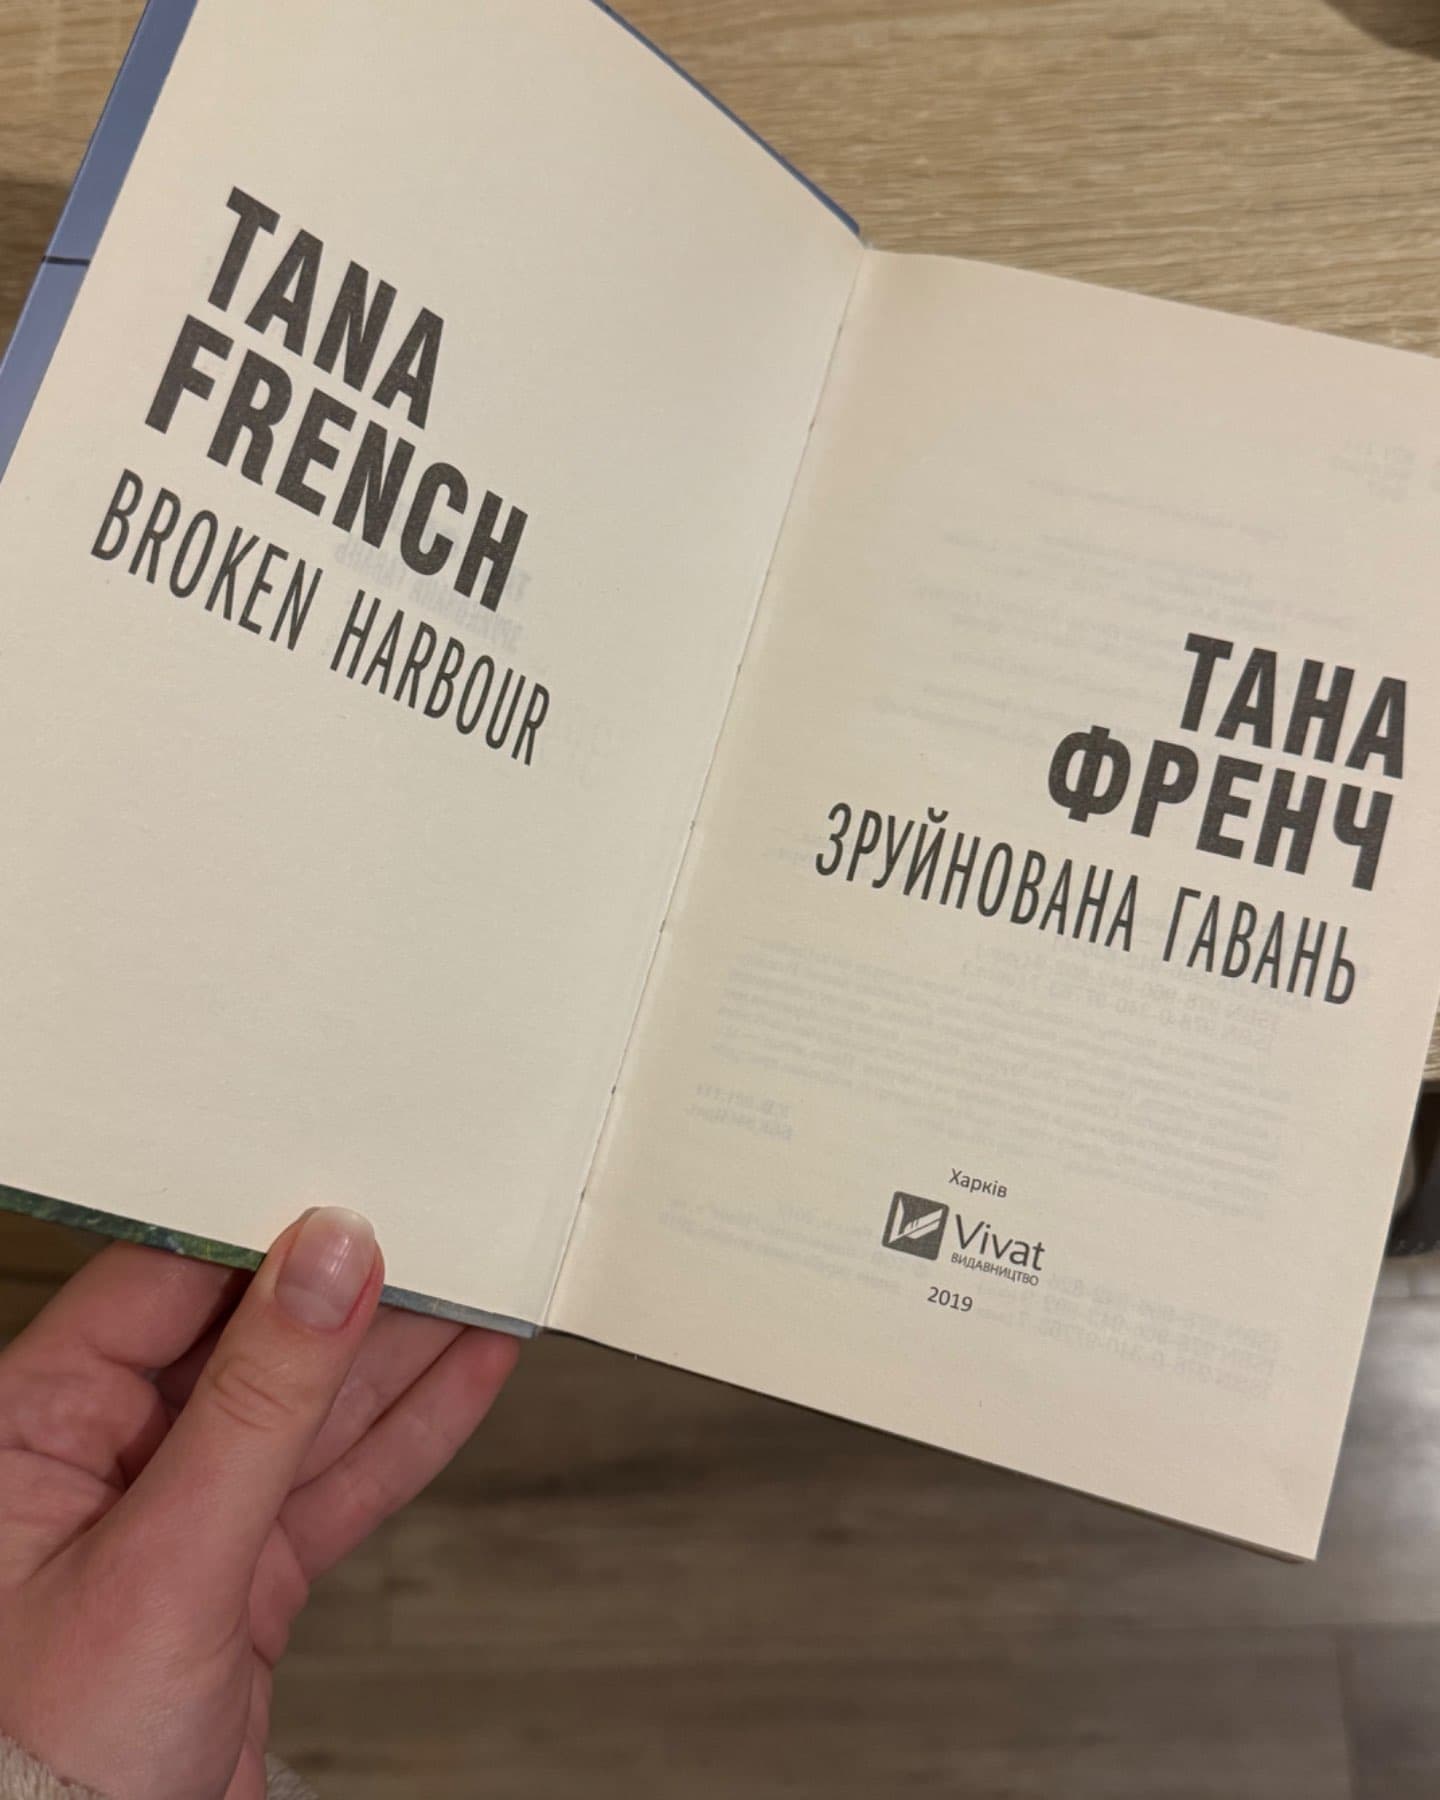 TANA
FRENCH
BROKEN HARBOUR
ТАНА
ФРЕНЧ
ЗРУЙНОВАНА ГАВАНЬ
Харків
Vivat
ВИДАВНИЦТВО
2019